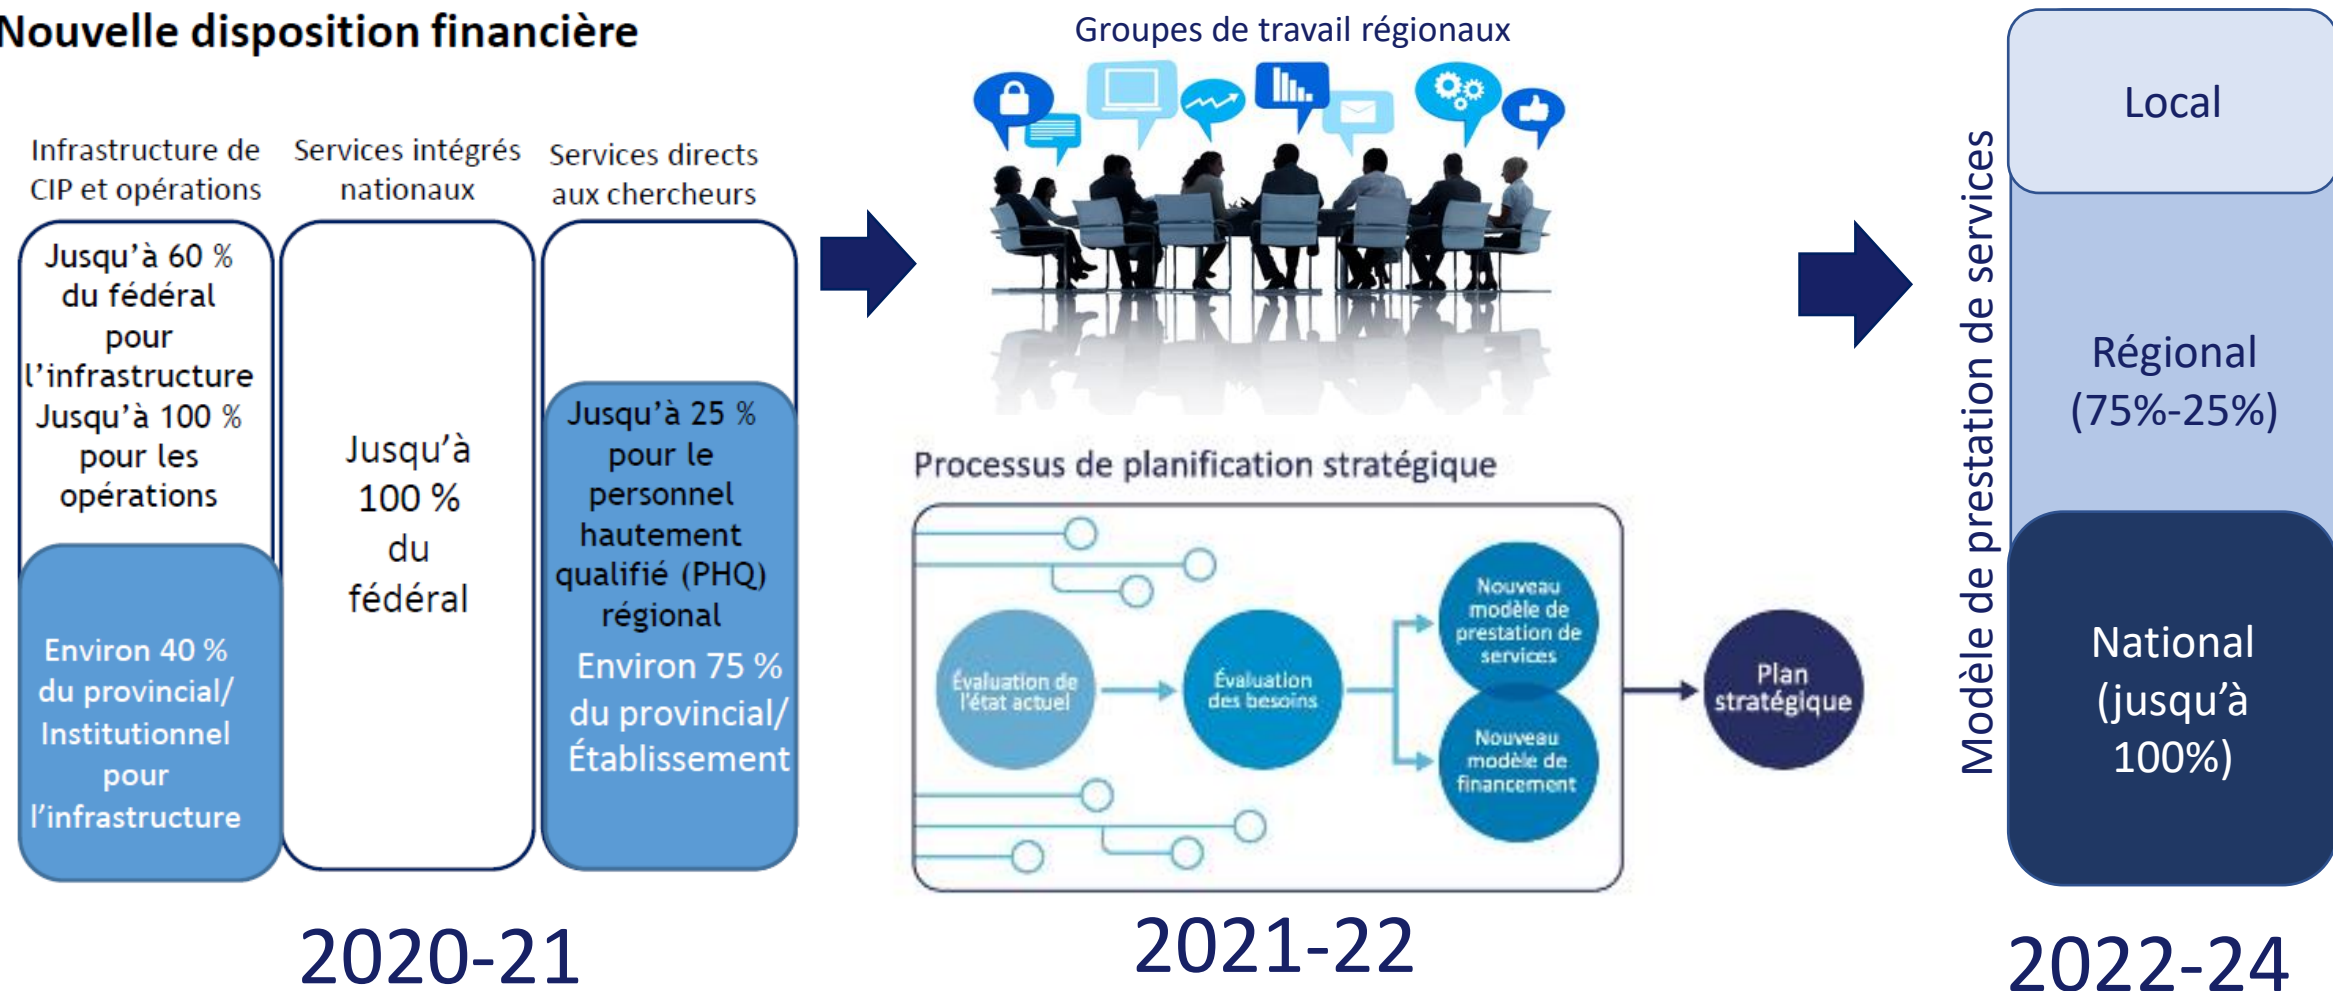 Nouvelle disposition financière
Infrastructure de
CIP et opérations
Services intégrés
nationaux
Services directs
aux chercheurs
Jusqu’à 60 %
du fédéral
pour
l’infrastructure
Jusqu’à 100 %
pour les
opérations
Environ 40 %
du provincial/
Institutionnel
pour
l’infrastructure
Jusqu’à
100 %
du
fédéral
Jusqu’à 25 %
pour le
personnel
hautement
qualifié (PHQ)
régional
Environ 75 %
du provincial/
Établissement
2020-21
Groupes de travail régionaux
Processus de planification stratégique
Évaluation de
l’état actuel
Évaluation
des besoins
Nouveau
modèle de
prestation de
services
Nouveau
modèle de
financement
Plan
stratégique
2021-22
Modèle de prestation de services
Local
Régional
(75%-25%)
National
(jusqu’à
100%)
2022-24